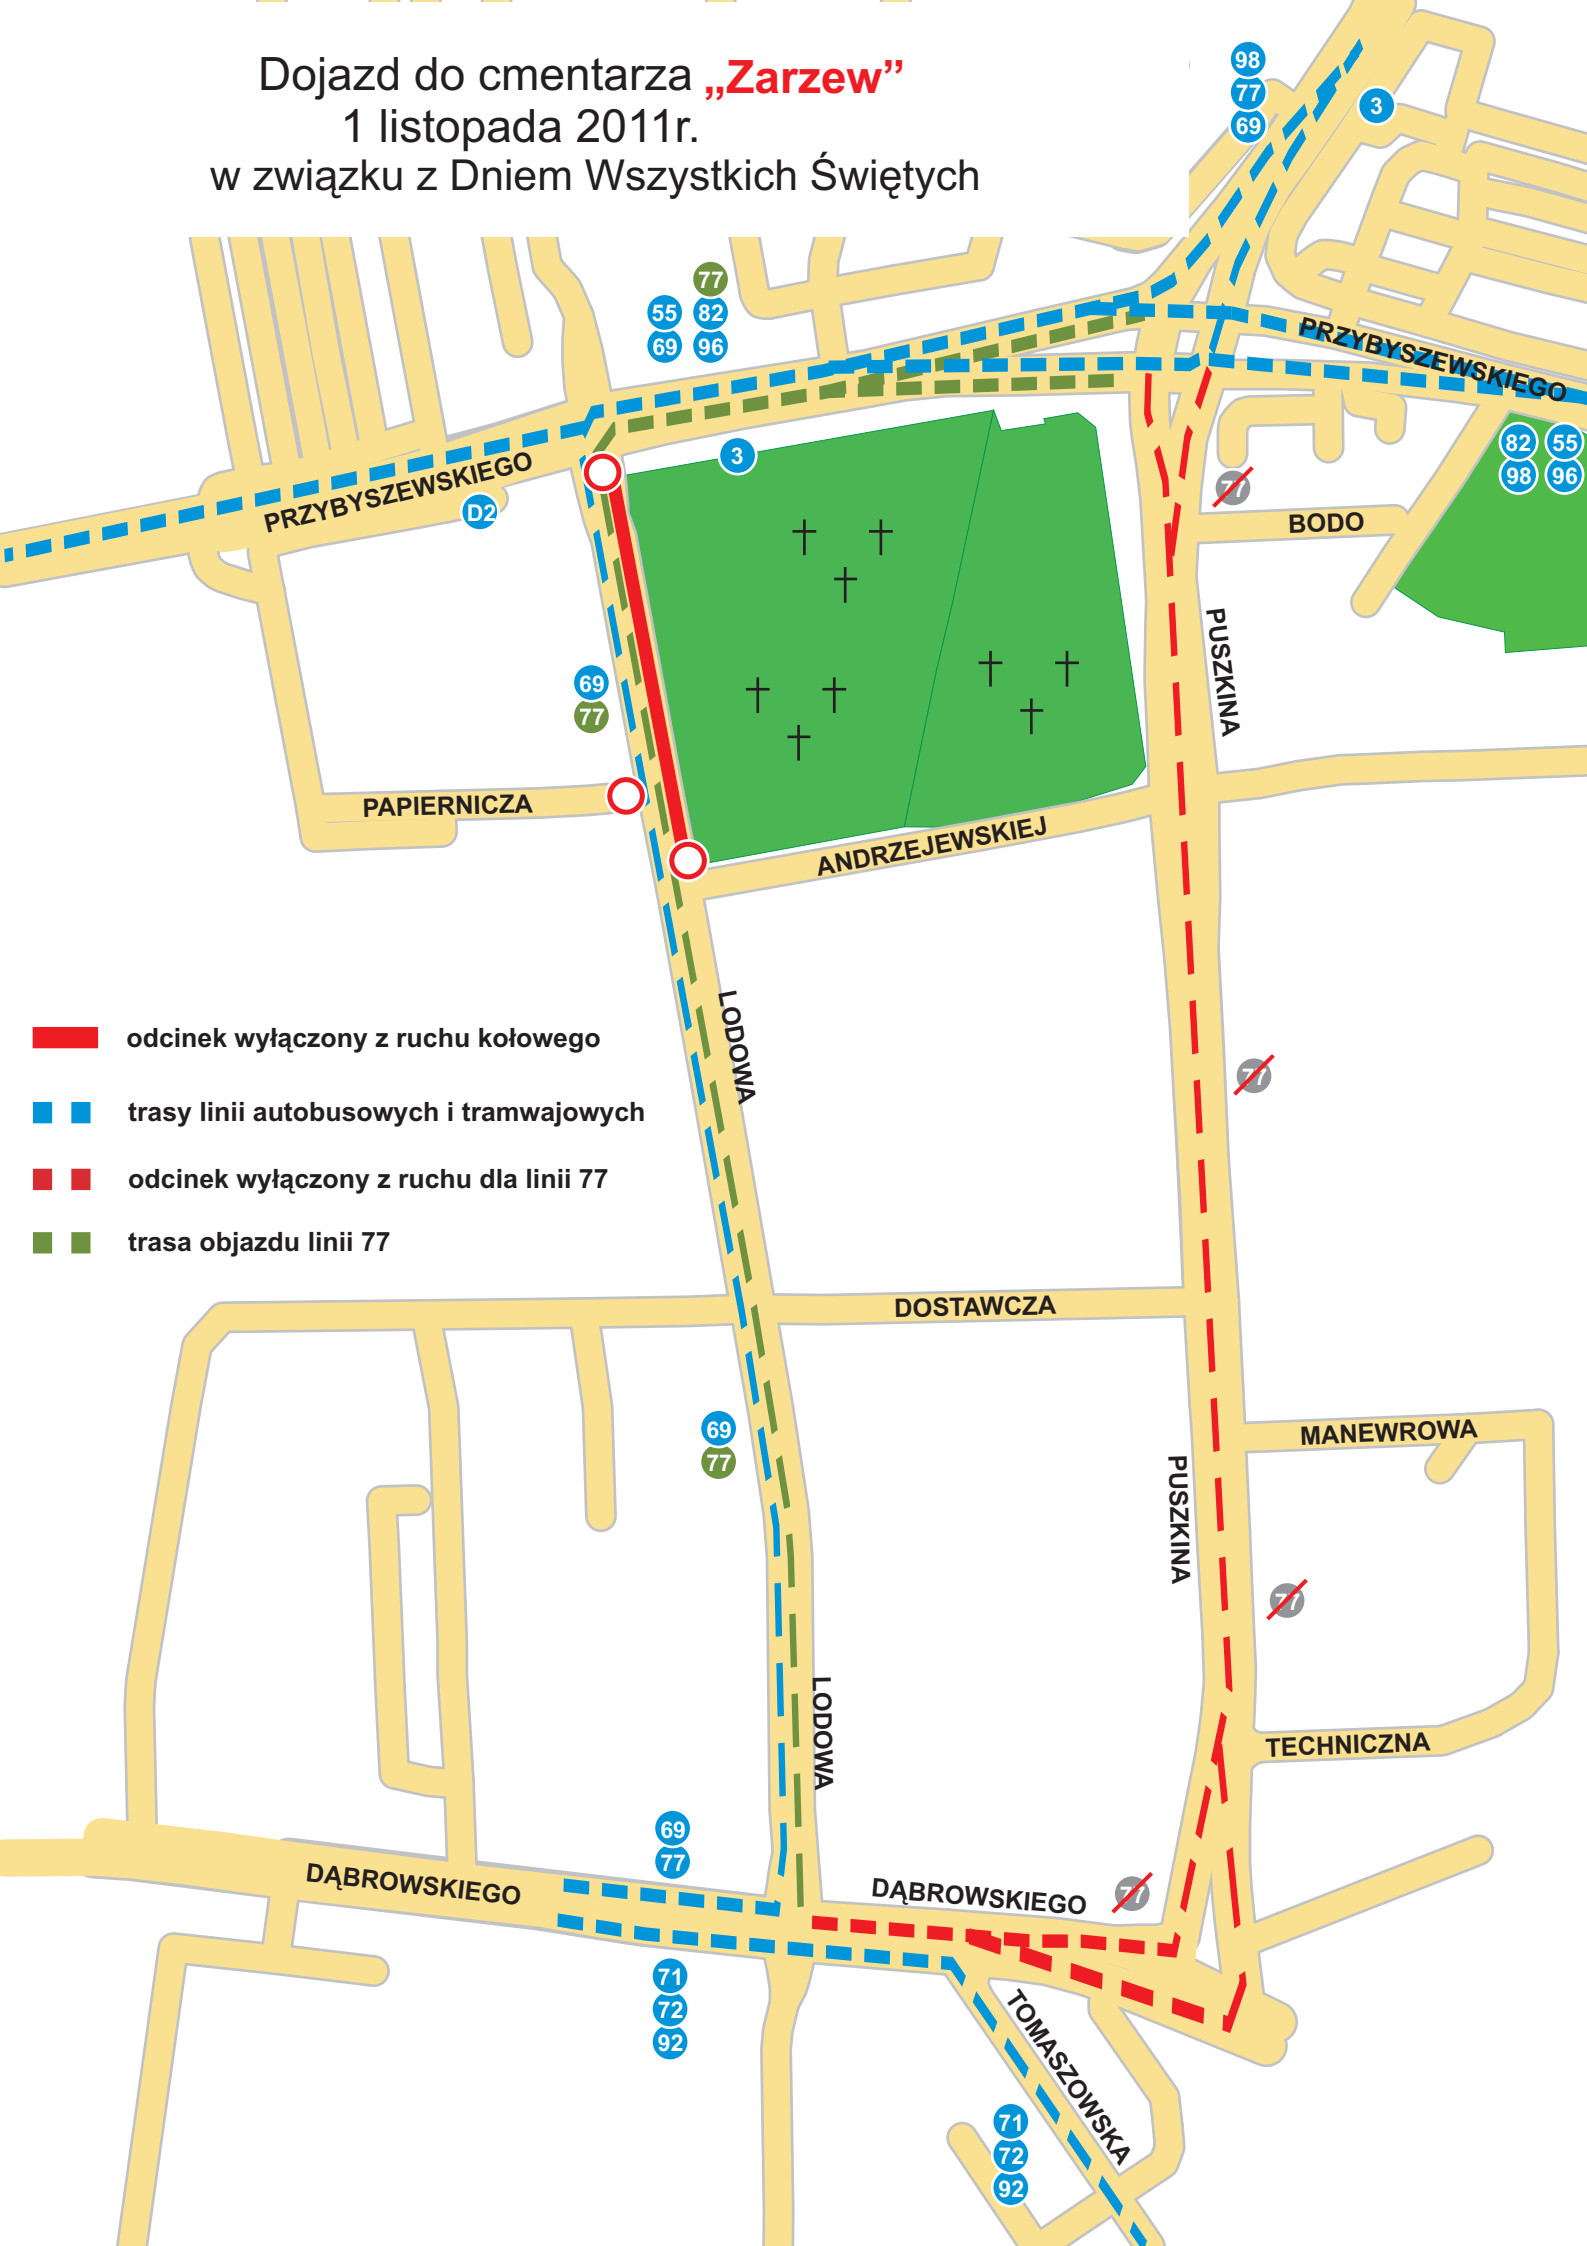 Dojazd do cmentarza „Zarzew”
1 listopada 2011r.
w związku z Dniem Wszystkich Świętych
98
77
69
3
77
55 82
69 96
PRZYBYSZEWSKIEGO
82 55
98 96
3
PRZYBYSZEWSKIEGO
D2
77
BODO
PUSZKINA
69
77
PAPIERNICZA
ANDRZEJEWSKIEJ
LODOWA
odcinek wyłączony z ruchu kołowego
77
trasy linii autobusowych i tramwajowych
odcinek wyłączony z ruchu dla linii 77
trasa objazdu linii 77
DOSTAWCZA
69
77
MANEWROWA
PUSZKINA
77
LODOWA
TECHNICZNA
69
77
DĄBROWSKIEGO
DĄBROWSKIEGO
77
71
72
92
TOMASZOWSKA
71
72
92